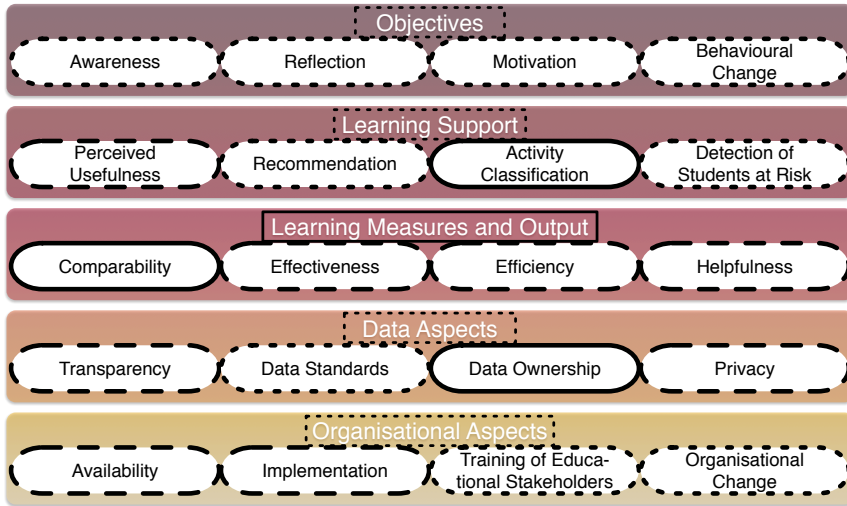 Objectives
Awareness
Reflection
Motivation
Behavioural
Change
Learning Support
Perceived
Usefulness
Recommendation
Activity
Classification
Detection of
Students at Risk
Learning Measures and Output
Comparability
Effectiveness
Efficiency
Helpfulness
Data Aspects
Transparency
Data Standards
Data Ownership
Privacy
Organisational Aspects
Availability
Implementation
Training of Educa-
tional Stakeholders
Organisational
Change